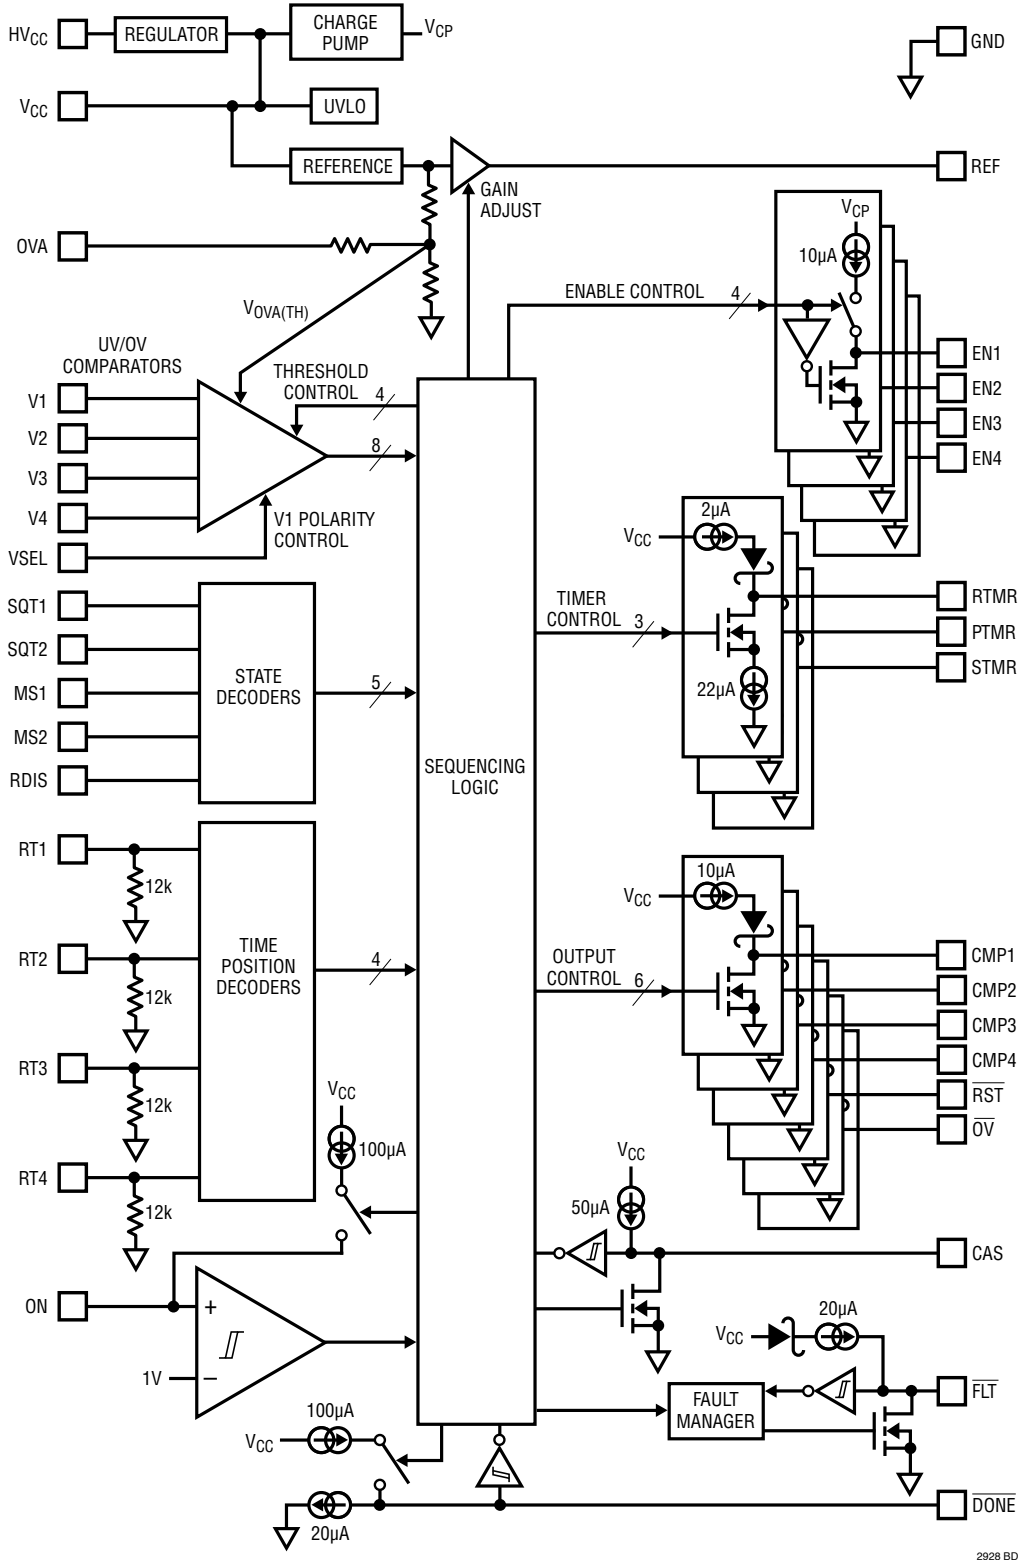 HVCC
REGULATOR
CHARGE
PUMP
VCP
GND
VCC
UVLO
REFERENCE
REF
GAIN
ADJUST
OVA
VOVA(TH)
VCP
10µA
ENABLE CONTROL
4
EN1
EN2
EN3
EN4
UV/OV
COMPARATORS
THRESHOLD
CONTROL
4
8
V1
V2
V3
V4
VSEL
V1 POLARITY
CONTROL
SQT1
SQT2
MS1
MS2
RDIS
STATE
DECODERS
5
SEQUENCING
LOGIC
2µA
VCC
TIMER
CONTROL
3
22µA
RTMR
PTMR
STMR
RT1
12k
RT2
12k
RT3
12k
RT4
12k
TIME
POSITION
DECODERS
4
10µA
VCC
OUTPUT
CONTROL
6
CMP1
CMP2
CMP3
CMP4
RST
OV
VCC
100µA
VCC
50µA
CAS
ON
+
1V
–
VCC
20µA
FLT
FAULT
MANAGER
100µA
VCC
20µA
DONE
2928 BD